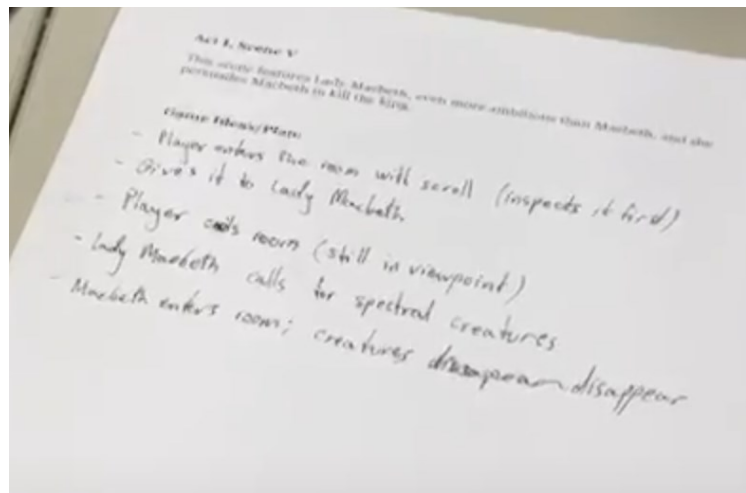 Act I, Scene V
This scene features Lady Macbeth, even more ambitious than Macbeth, and she
persuades Macbeth to kill the king.
Game Ideas/Plan:
- Player enters the room with scroll (inspects it first)
- Gives it to Lady Macbeth
- Player exits room (still in viewpoint)
- Lady Macbeth calls for spectral creatures
- Macbeth enters room; creatures disappear